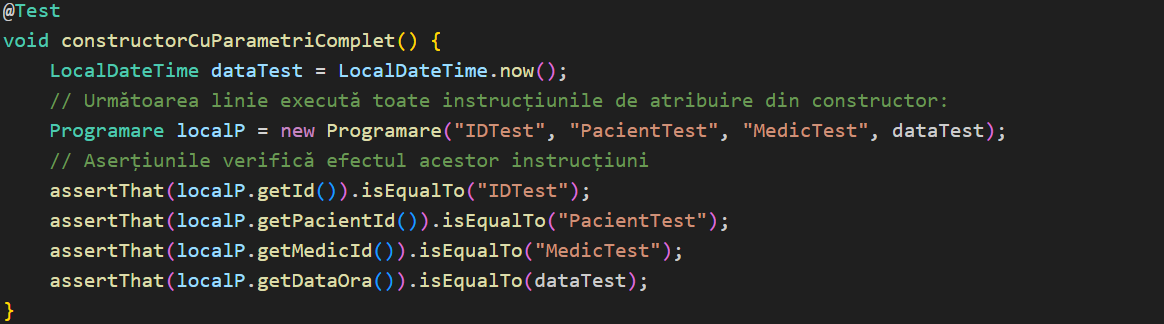 @Test
void constructorCuParametriComplet() {
    LocalDateTime dataTest = LocalDateTime.now();
    // Următoarea linie execută toate instrucțiunile de atribuire din constructor:
    Programare localP = new Programare("IDTest", "PacientTest", "MedicTest", dataTest);
    // Aserțiunile verifică efectul acestor instrucțiuni
    assertThat(localP.getId()).isEqualTo("IDTest");
    assertThat(localP.getPacientId()).isEqualTo("PacientTest");
    assertThat(localP.getMedicId()).isEqualTo("MedicTest");
    assertThat(localP.getDataOra()).isEqualTo(dataTest);
}